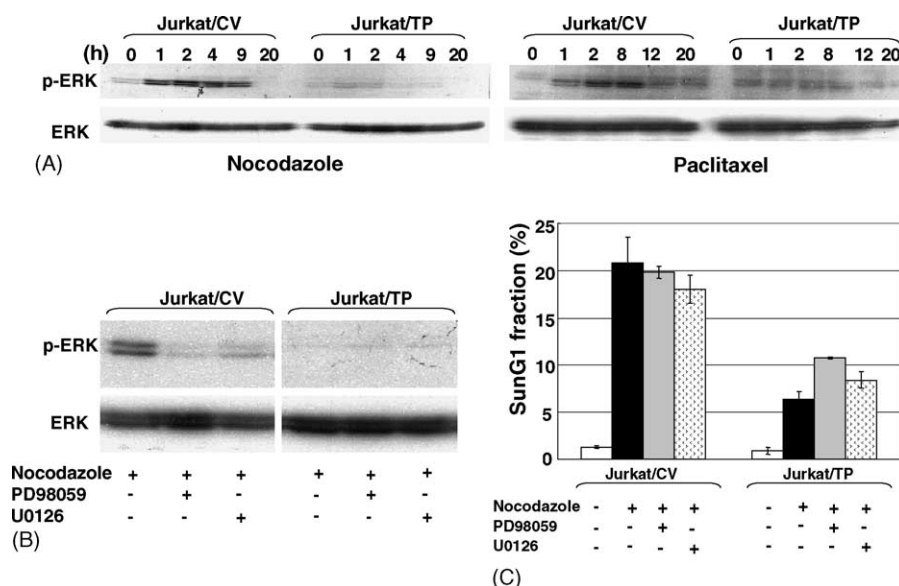 Jurkat/CV Jurkat/TP Jurkat/CV Jurkat/TP
(h) 0 1 2 4 9 20 0 1 2 4 9 20 0 1 2 8 12 20 0 1 2 8 12 20
p-ERK
ERK
(A) Nocodazole Paclitaxel
Jurkat/CV Jurkat/TP
p-ERK
ERK
Nocodazole + + + + + +
PD98059 - + - - + -
U0126 - - + - - +
(B)
SunG1 fraction (%)
25
20
15
10
5
0
Jurkat/CV Jurkat/TP
Nocodazole - + + + - + + +
PD98059 - - + - - - + -
U0126 - - - + - - - +
(C)